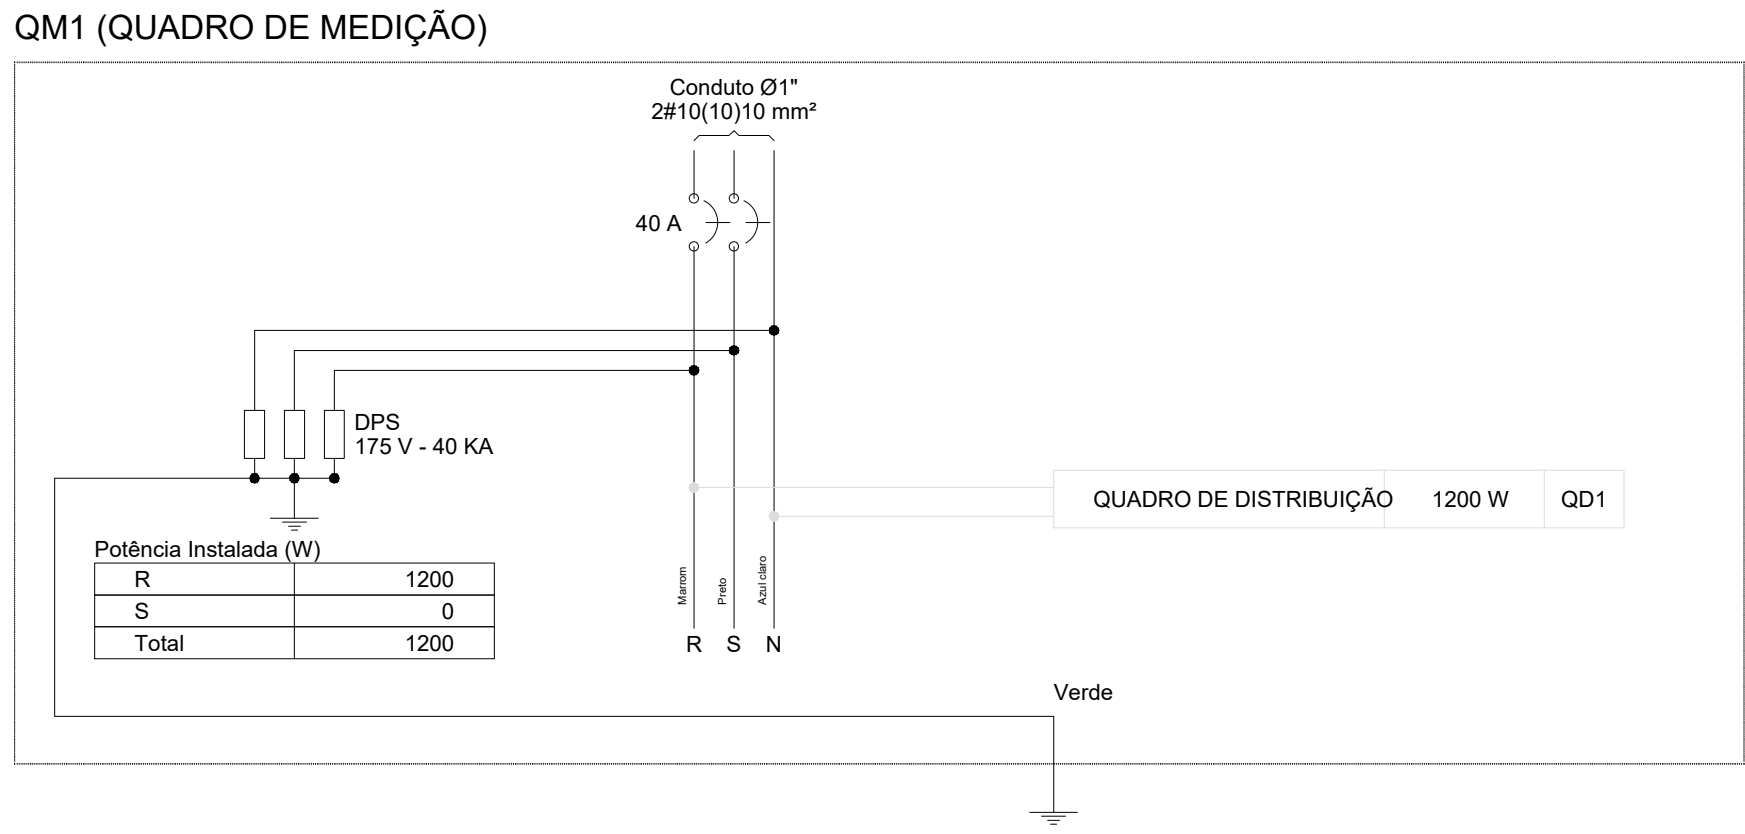 QM1 (QUADRO DE MEDIÇÃO)
Conduto Ø1"
2#10(10)10 mm²
40 A
DPS
175 V - 40 KA
QUADRO DE DISTRIBUIÇÃO 1200 W QD1
Potência Instalada (W)
R 1200
S 0
Total 1200
Marrom Preto Azul claro
R S N
Verde